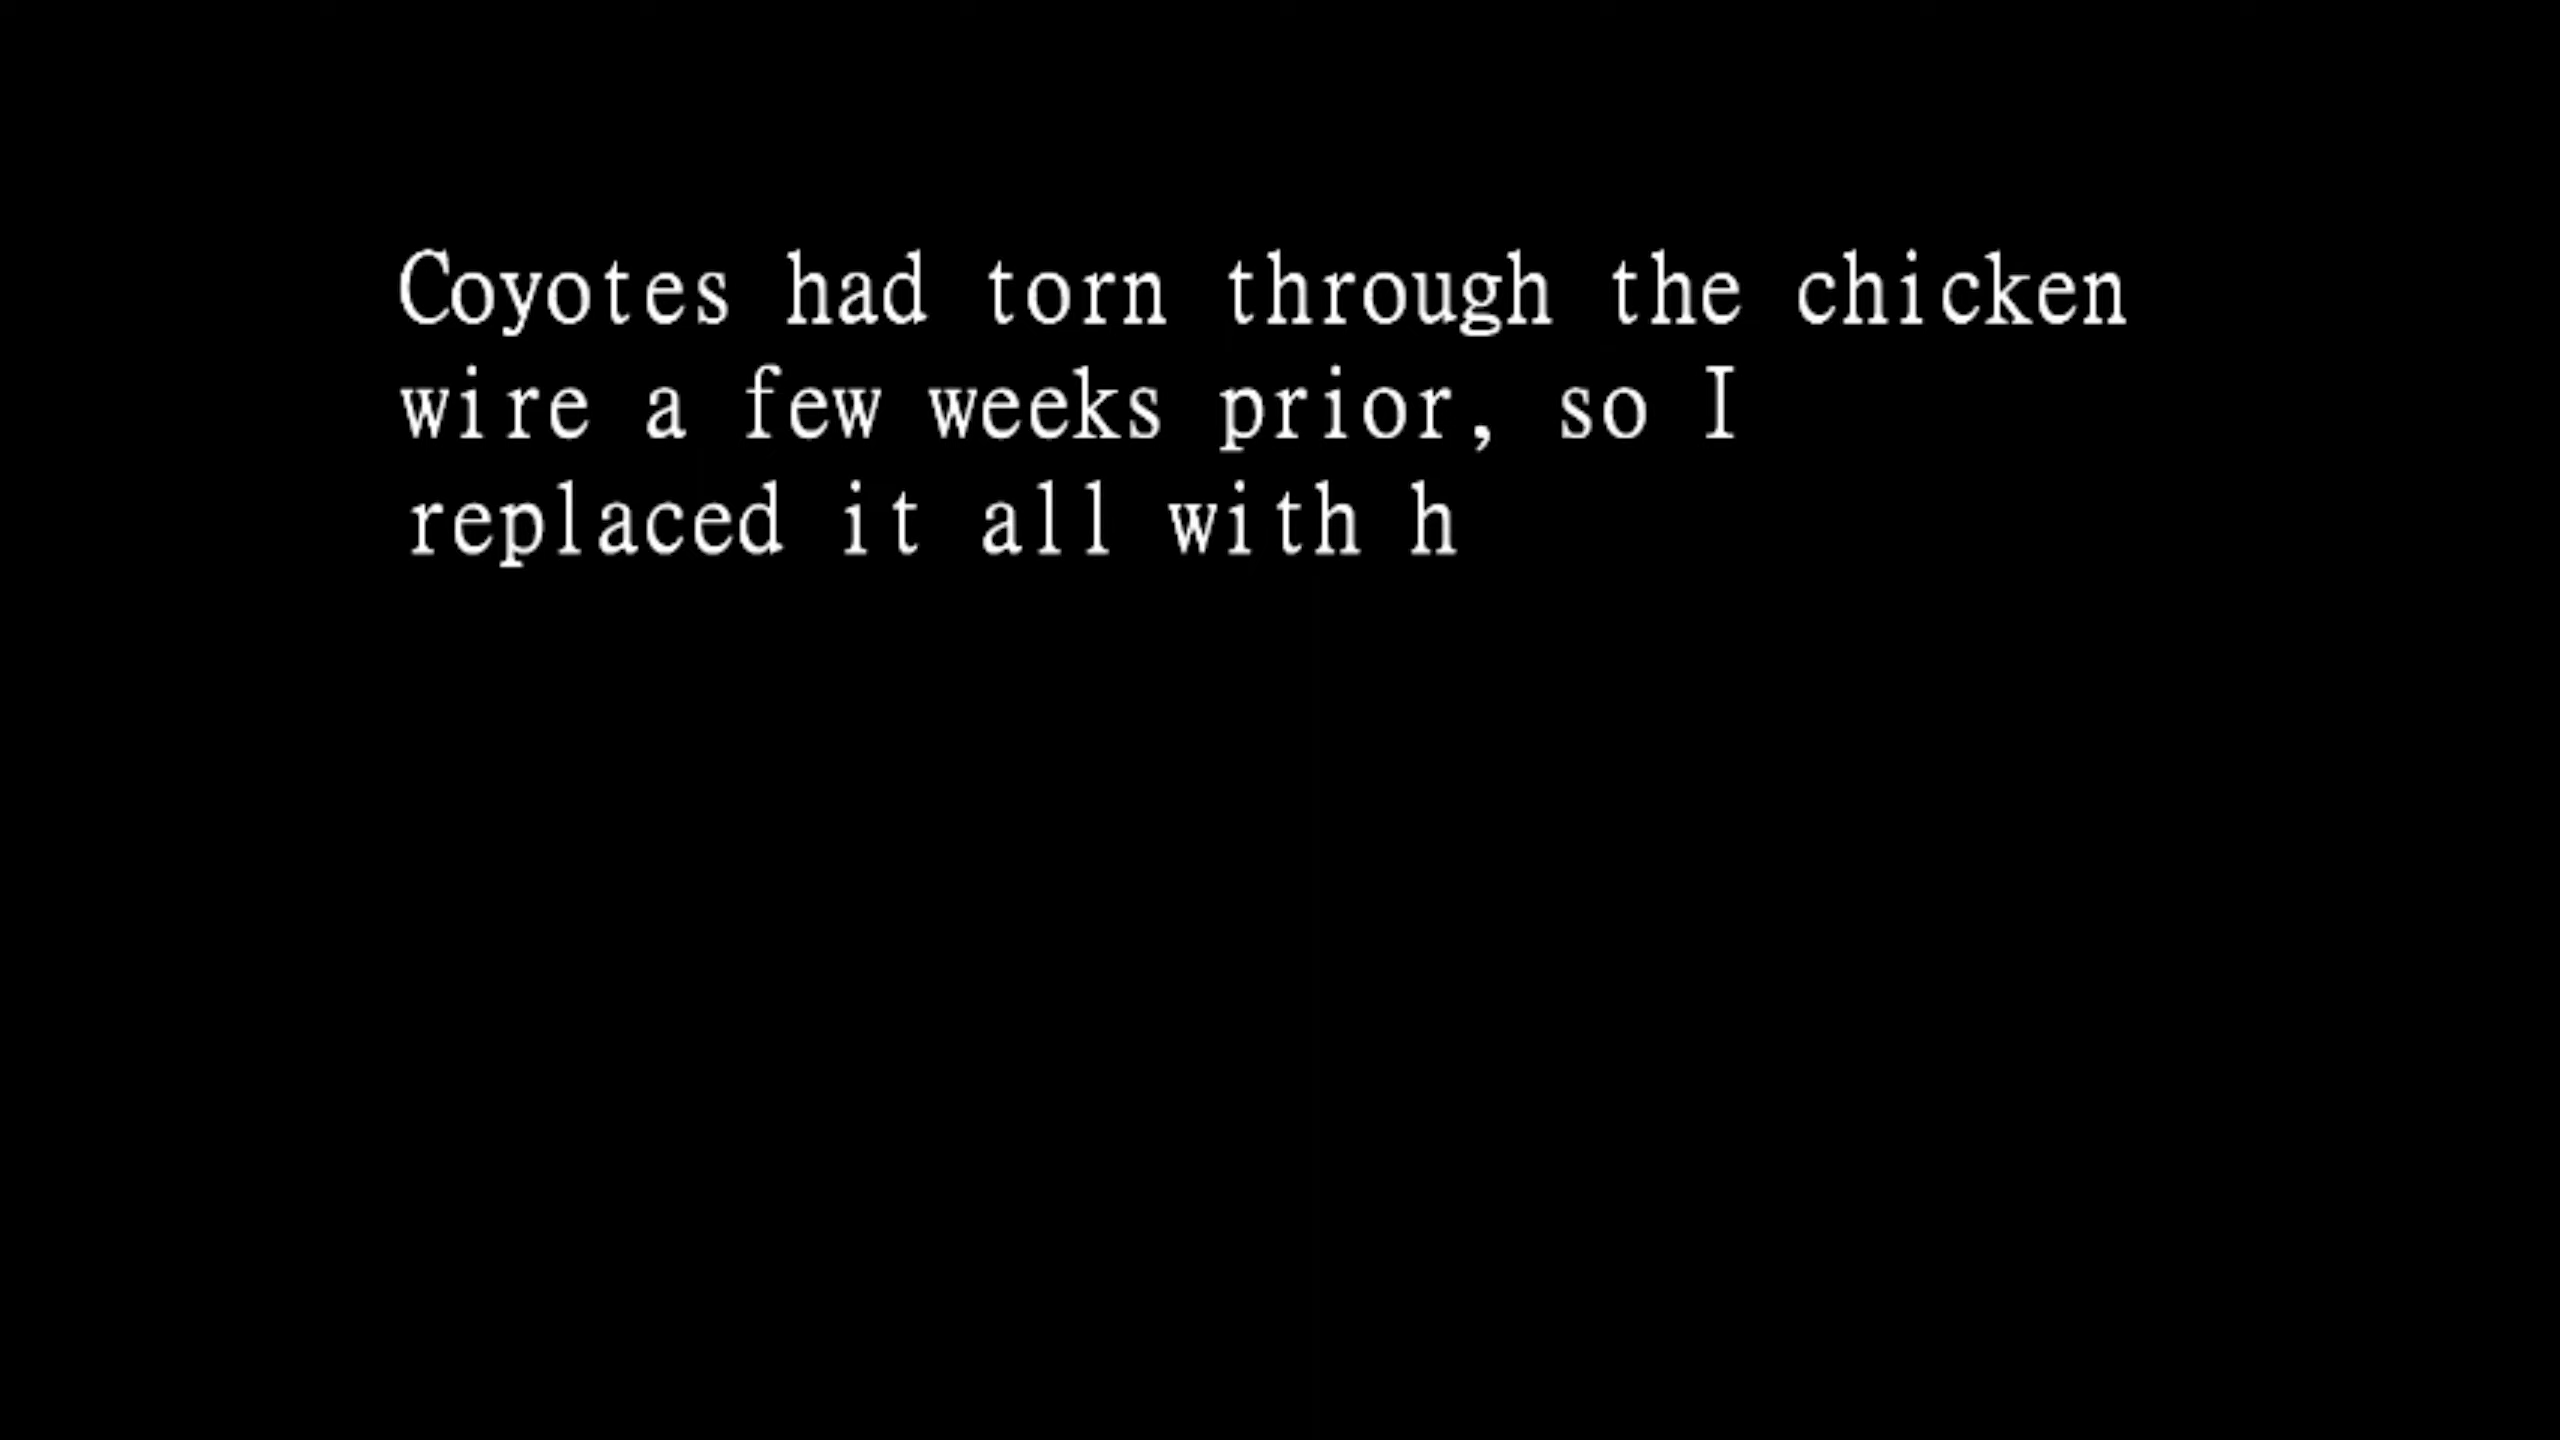 Coyotes had torn through the chicken
wire a few weeks prior, so I
replaced it all with h